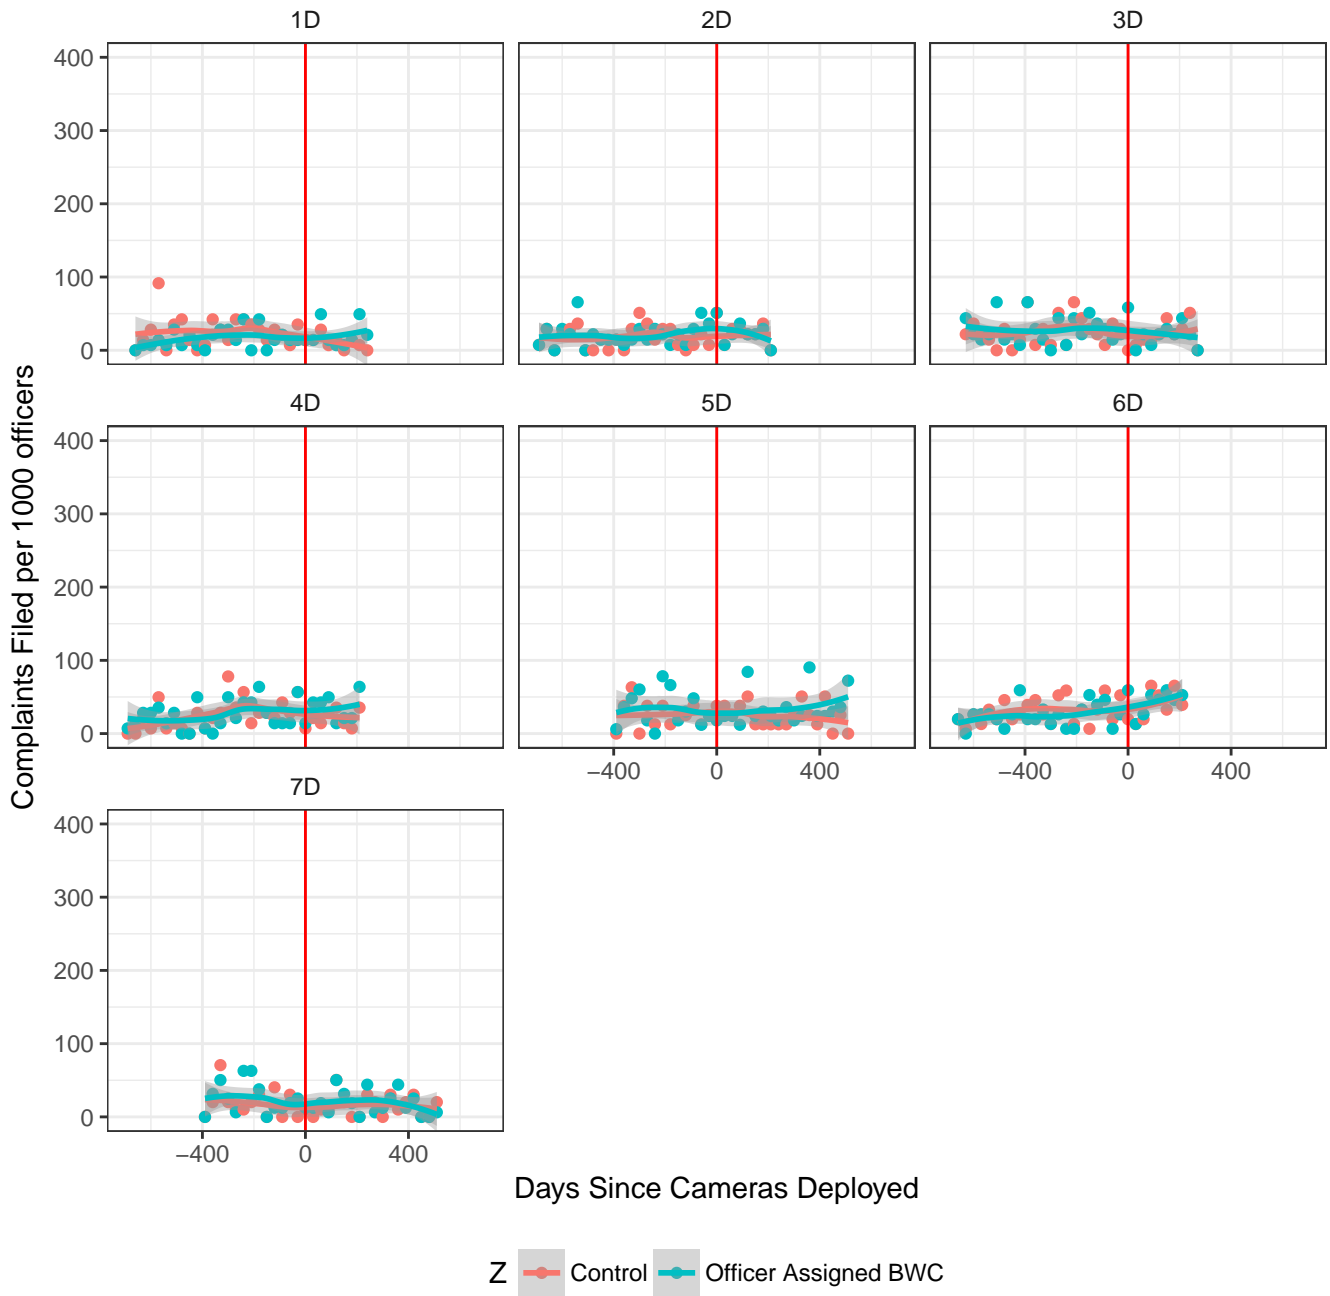 1D 2D 3D
400
300
200
100
0
4D 5D 6D
400
300
200
100
0
−400 0 400 −400 0 400
7D
400
300
200
100
0
−400 0 400
Complaints Filed per 1000 officers
Days Since Cameras Deployed
Z Control Officer Assigned BWC